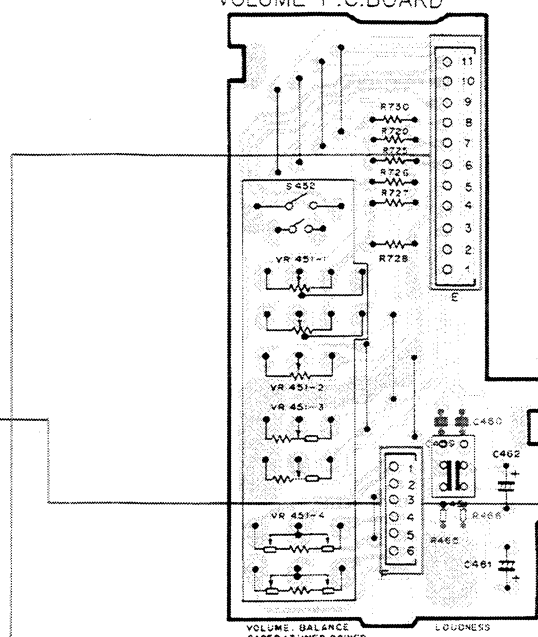 VOLUME P.C.BOARD
11
10
9
8
7
6
5
4
3
2
1
E
R730
R729
R725
R726
R727
R728
S452
VR 451-1
VR 451-2
VR 451-3
VR 451-4
1
2
3
4
5
6
C460
C462
R466
R465
C461
VOLUME, BALANCE
LOUDNESS